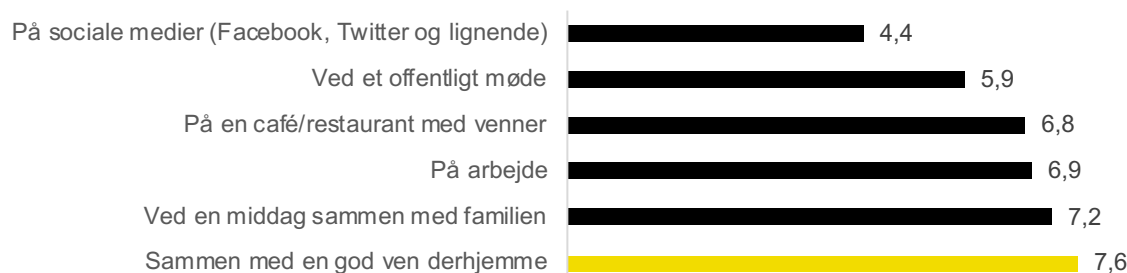 På sociale medier (Facebook, Twitter og lignende) 4,4
Ved et offentligt møde 5,9
På en café/restaurant med venner 6,8
På arbejde 6,9
Ved en middag sammen med familien 7,2
Sammen med en god ven derhjemme 7,6